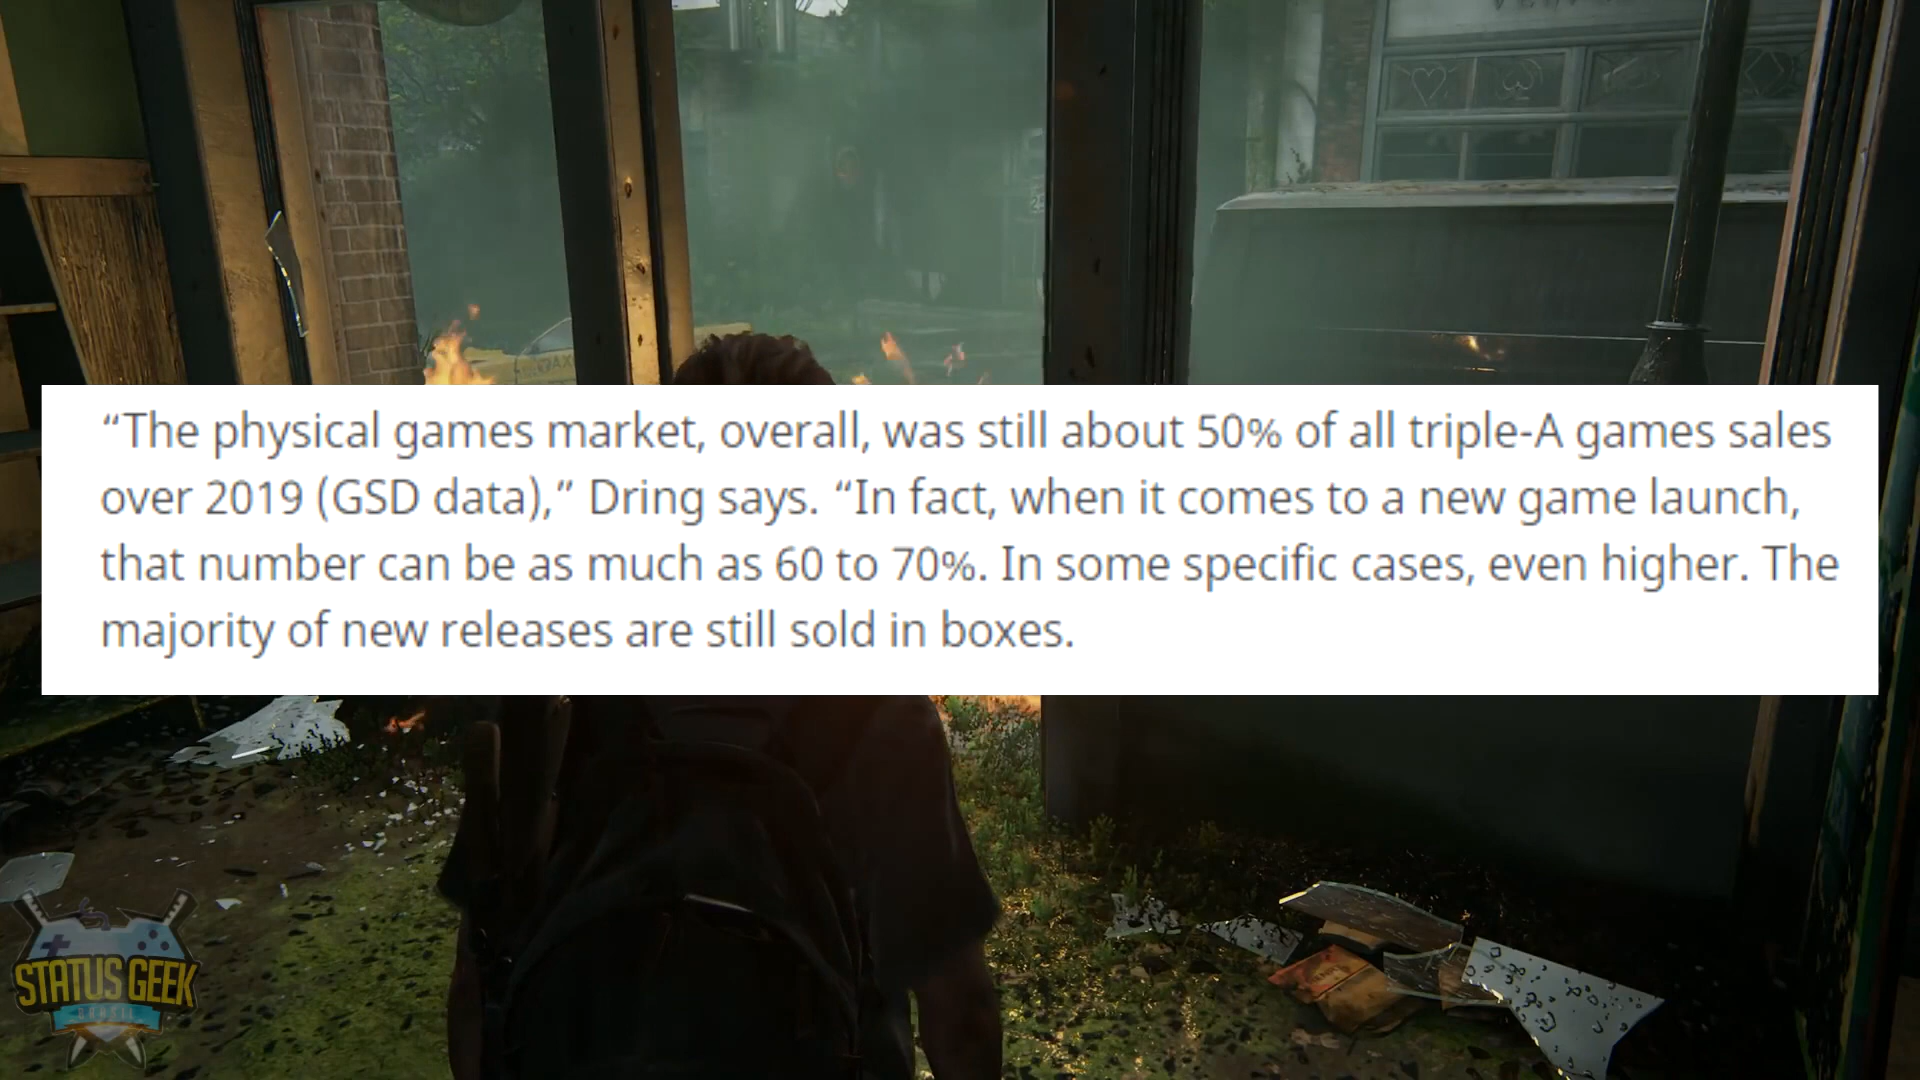 “The physical games market, overall, was still about 50% of all triple-A games sales
over 2019 (GSD data),” Dring says. “In fact, when it comes to a new game launch,
that number can be as much as 60 to 70%. In some specific cases, even higher. The
majority of new releases are still sold in boxes.
STATUS GEEK
BRASIL